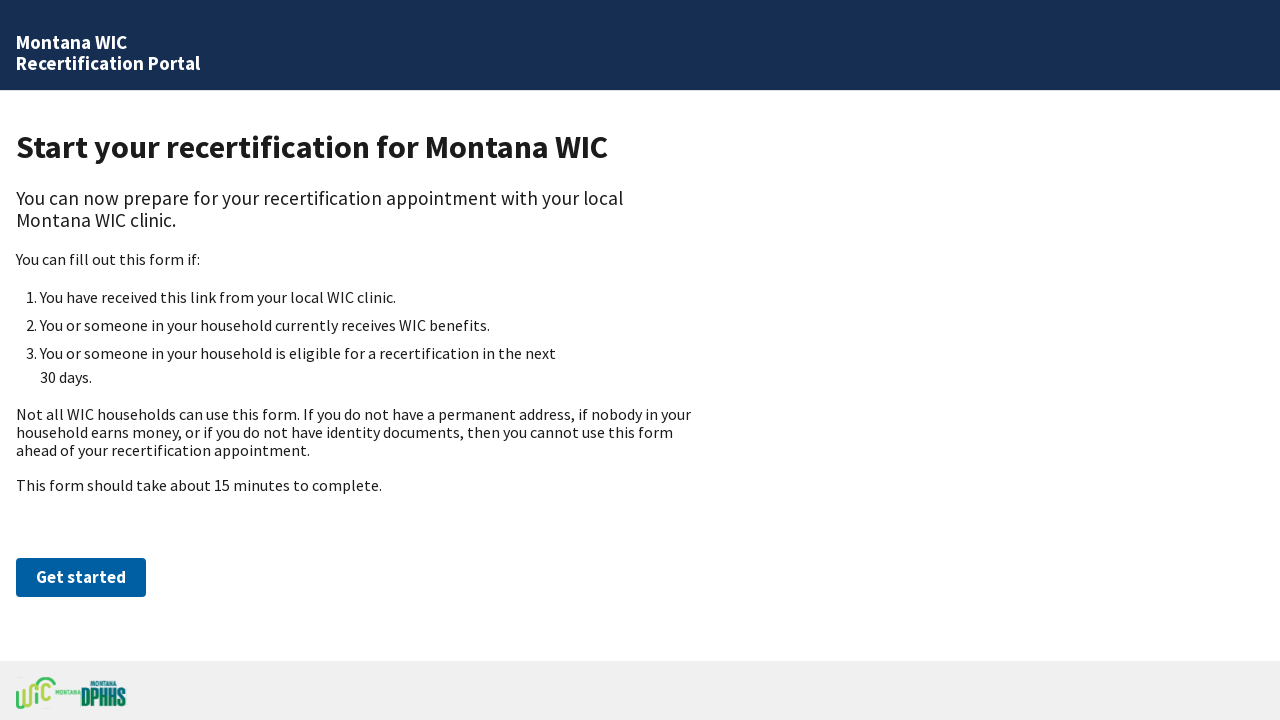 Montana WIC
Recertification Portal
Start your recertification for Montana WIC
You can now prepare for your recertification appointment with your local
Montana WIC clinic.
You can fill out this form if:
1. You have received this link from your local WIC clinic.
2. You or someone in your household currently receives WIC benefits.
3. You or someone in your household is eligible for a recertification in the next
30 days.
Not all WIC households can use this form. If you do not have a permanent address, if nobody in your
household earns money, or if you do not have identity documents, then you cannot use this form
ahead of your recertification appointment.
This form should take about 15 minutes to complete.
Get started
WIC MONTANA
MONTANA
DPHHS